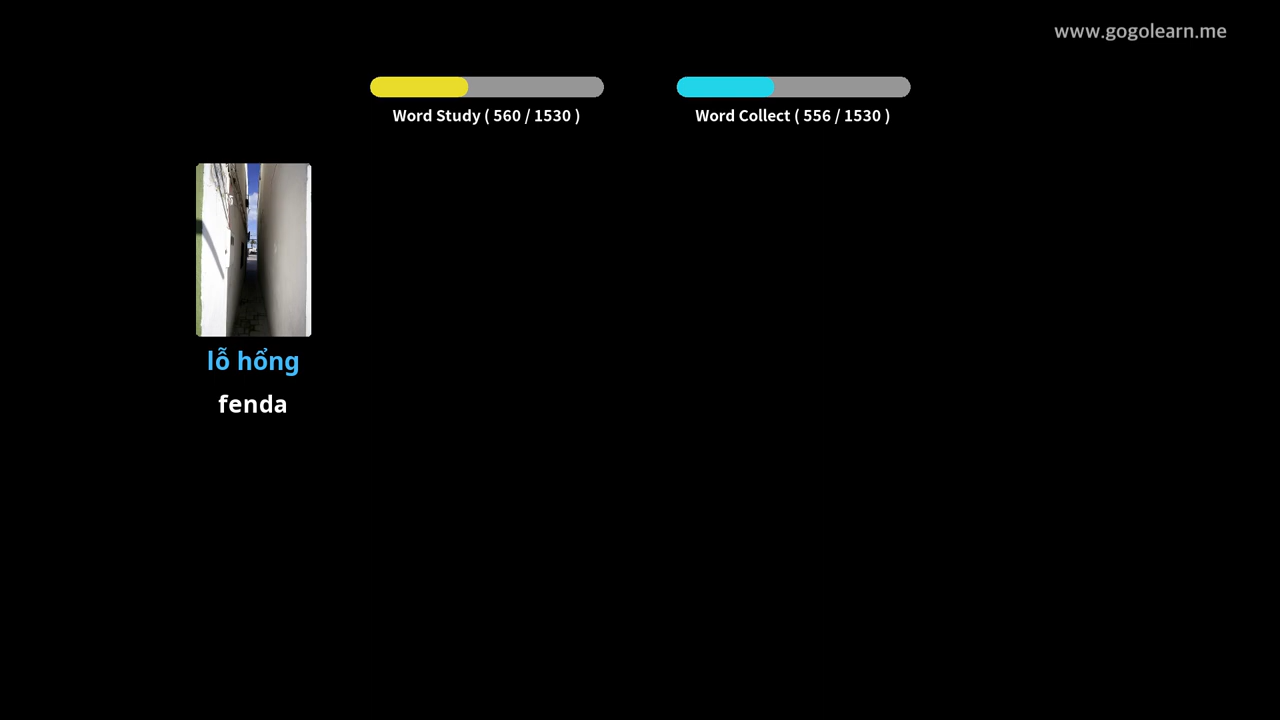 www.gogolearn.me
Word Study ( 560 / 1530 )
Word Collect ( 556 / 1530 )
lỗ hổng
fenda